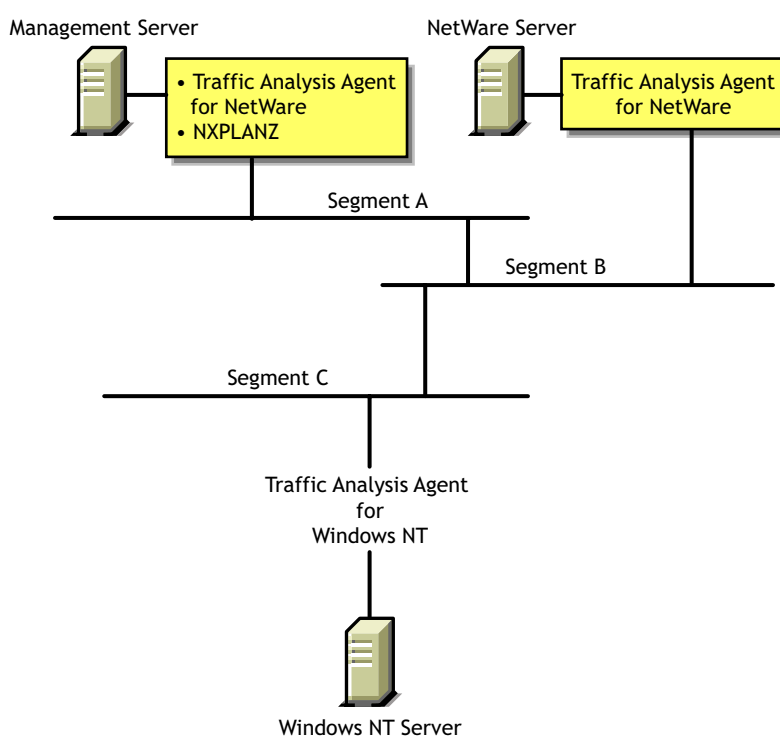 Management Server
NetWare Server
• Traffic Analysis Agent
for NetWare
• NXPLANZ
Traffic Analysis Agent
for NetWare
Segment A
Segment B
Segment C
Traffic Analysis Agent
for
Windows NT
Windows NT Server